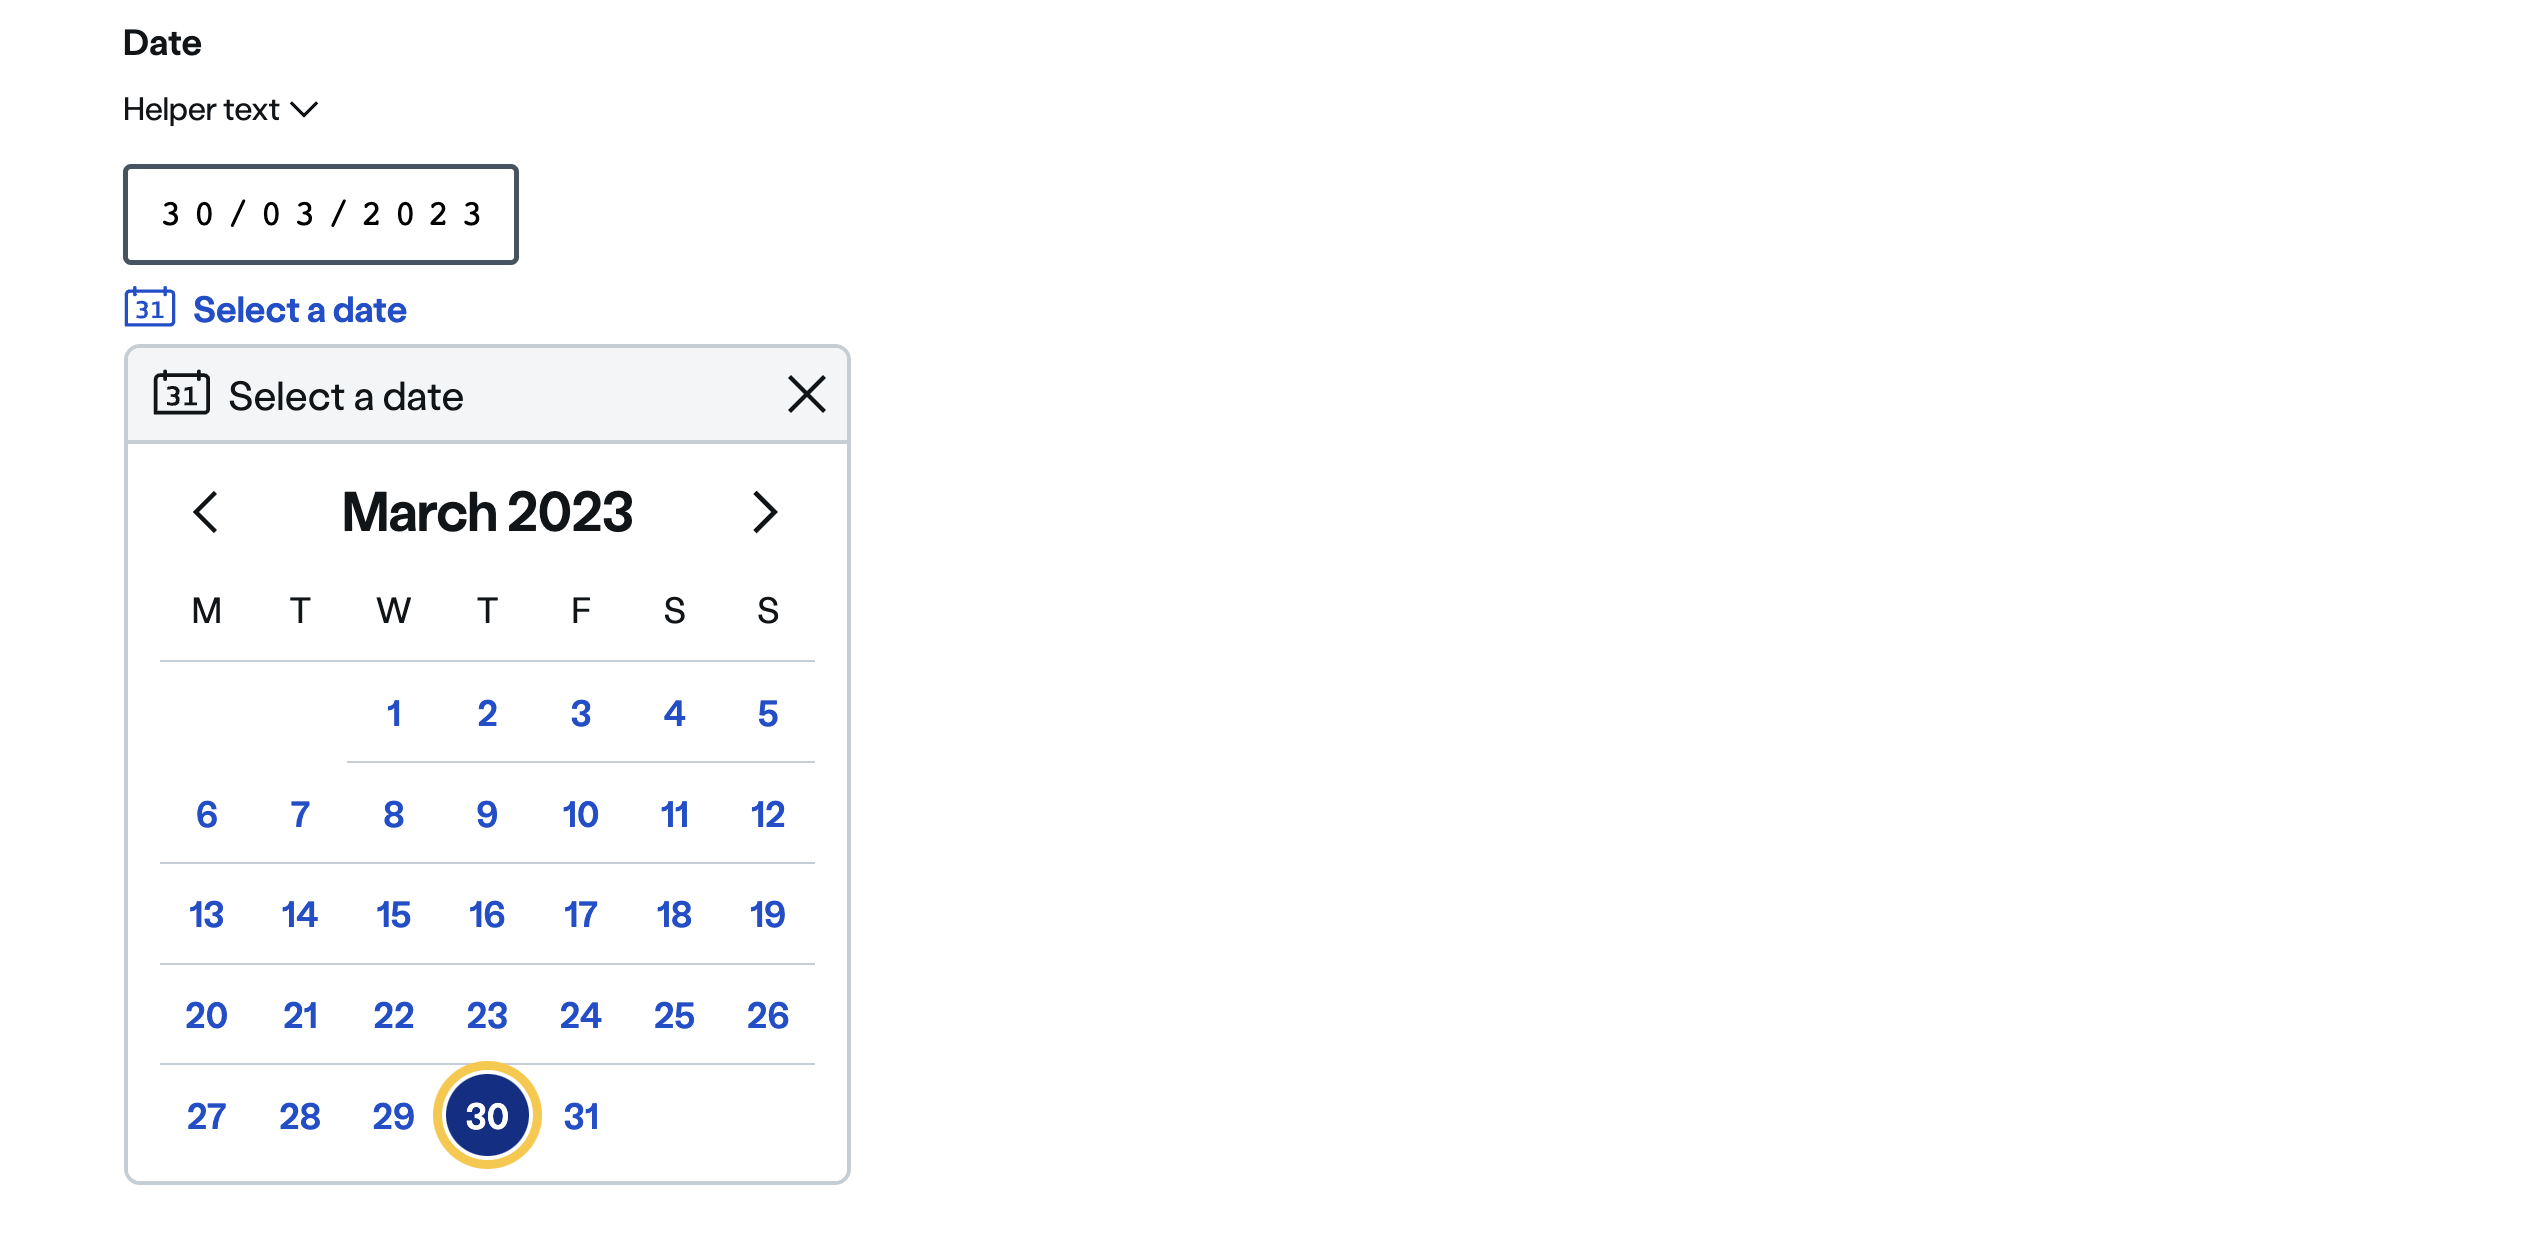 Date
Helper text
30/03/2023
31 Select a date
31 Select a date
March 2023
M T W T F S S
1 2 3 4 5
6 7 8 9 10 11 12
13 14 15 16 17 18 19
20 21 22 23 24 25 26
27 28 29 30 31